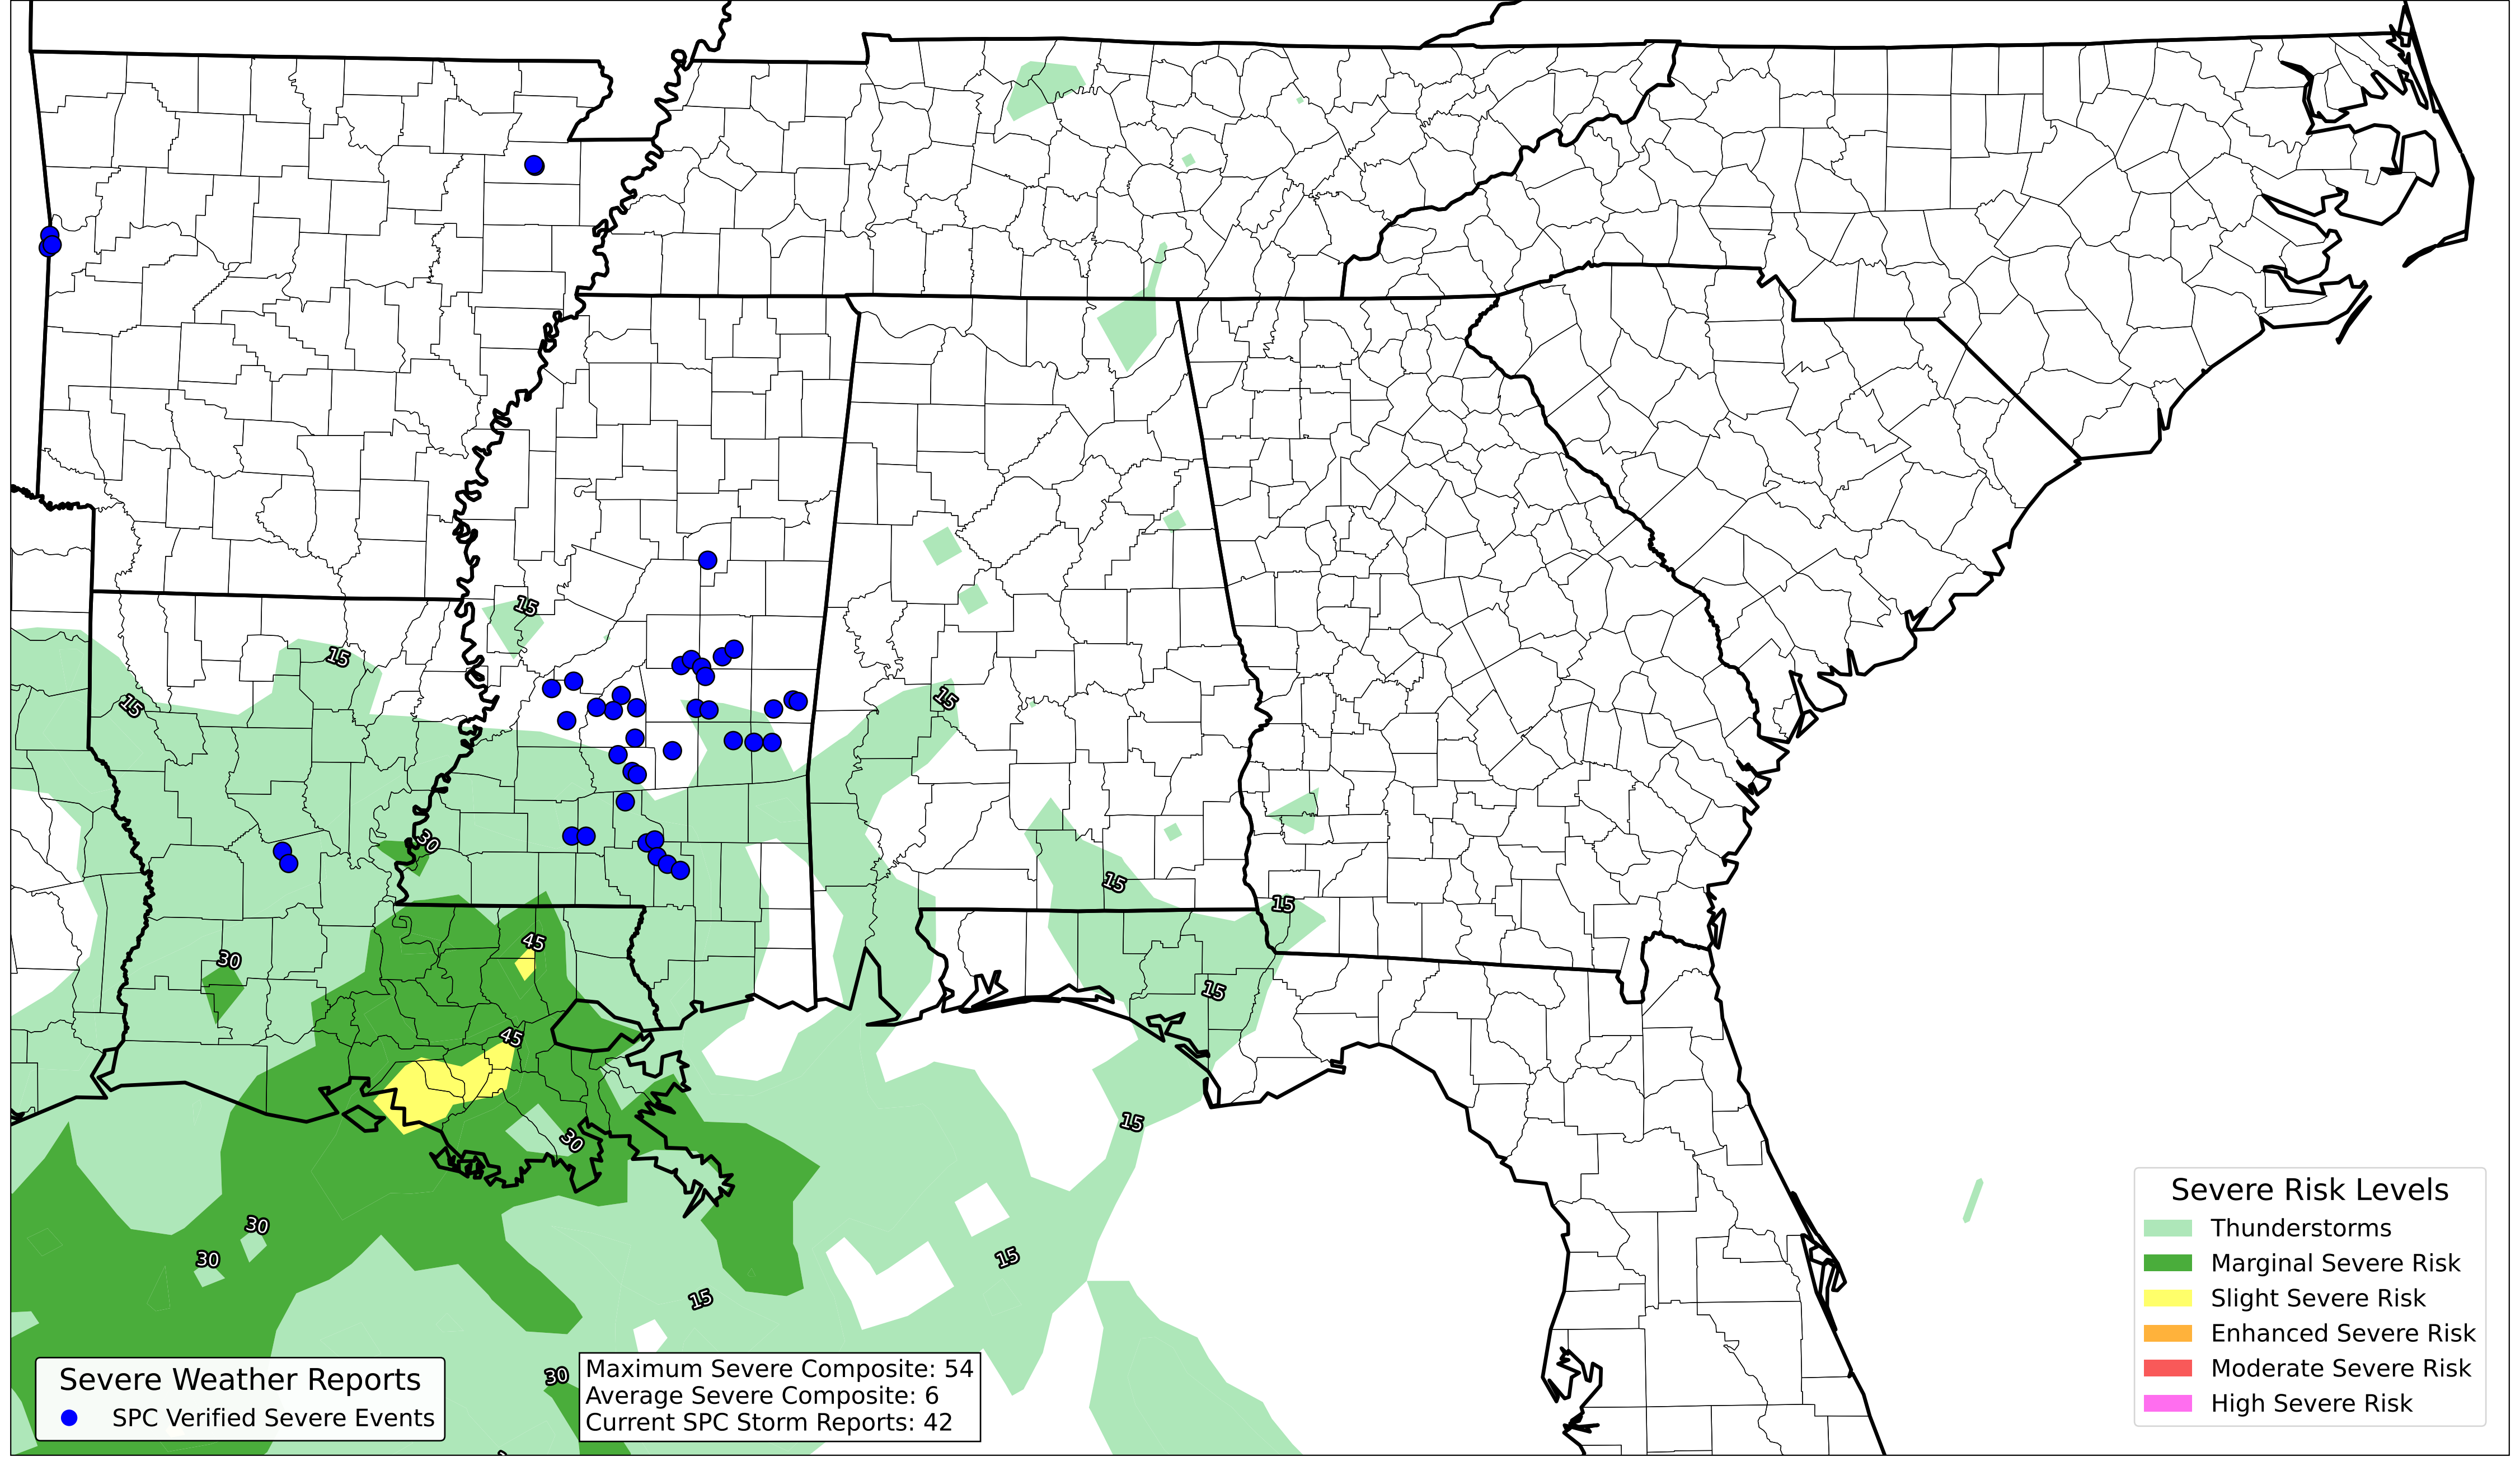 15
15
15
15
30
15
15
45
30
15
45
15
30
30
30
15
15
30
Severe Weather Reports
SPC Verified Severe Events
Maximum Severe Composite: 54
Average Severe Composite: 6
Current SPC Storm Reports: 42
Severe Risk Levels
Thunderstorms
Marginal Severe Risk
Slight Severe Risk
Enhanced Severe Risk
Moderate Severe Risk
High Severe Risk